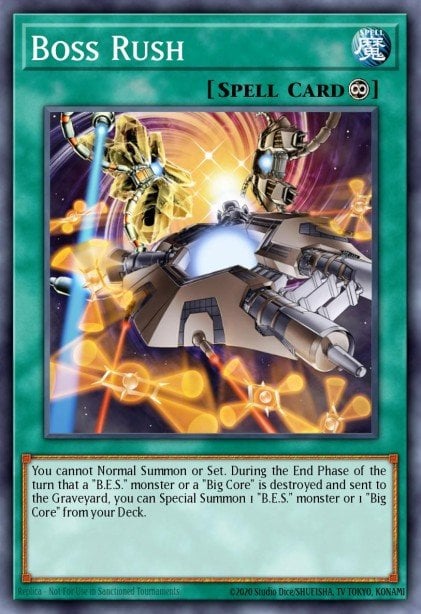 Boss Rush
SPELL
魔
[Spell Card]
You cannot Normal Summon or Set. During the End Phase of the
turn that a "B.E.S." monster or a "Big Core" is destroyed and sent
to the Graveyard, you can Special Summon 1 "B.E.S." monster or 1 "Big
Core" from your Deck.
Replica - Not For Use in Sanctioned Tournaments
©2020 Studio Dice/SHUEISHA, TV TOKYO, KONAMI